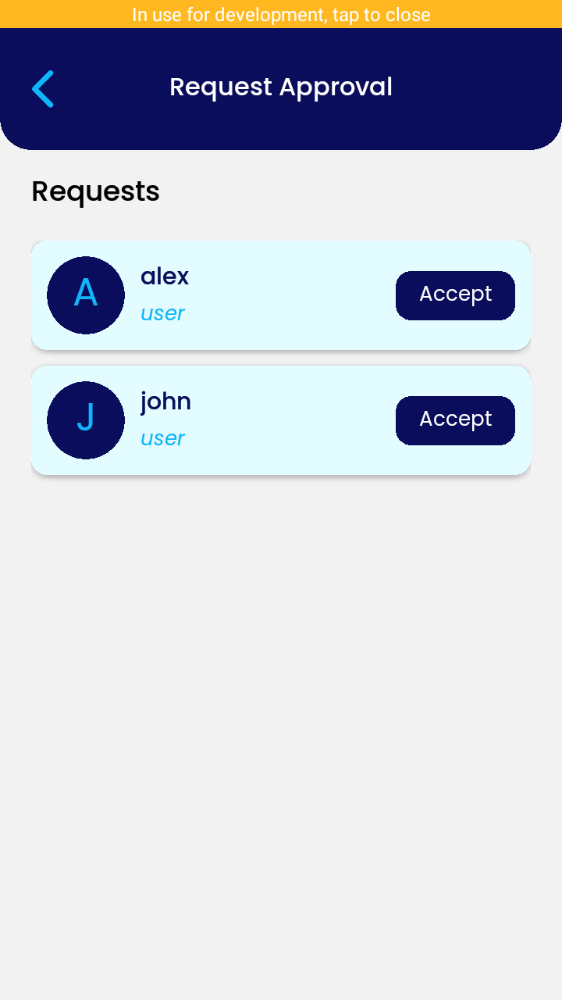 In use for development, tap to close
Request Approval
Requests
A
alex
user
Accept
J
john
user
Accept